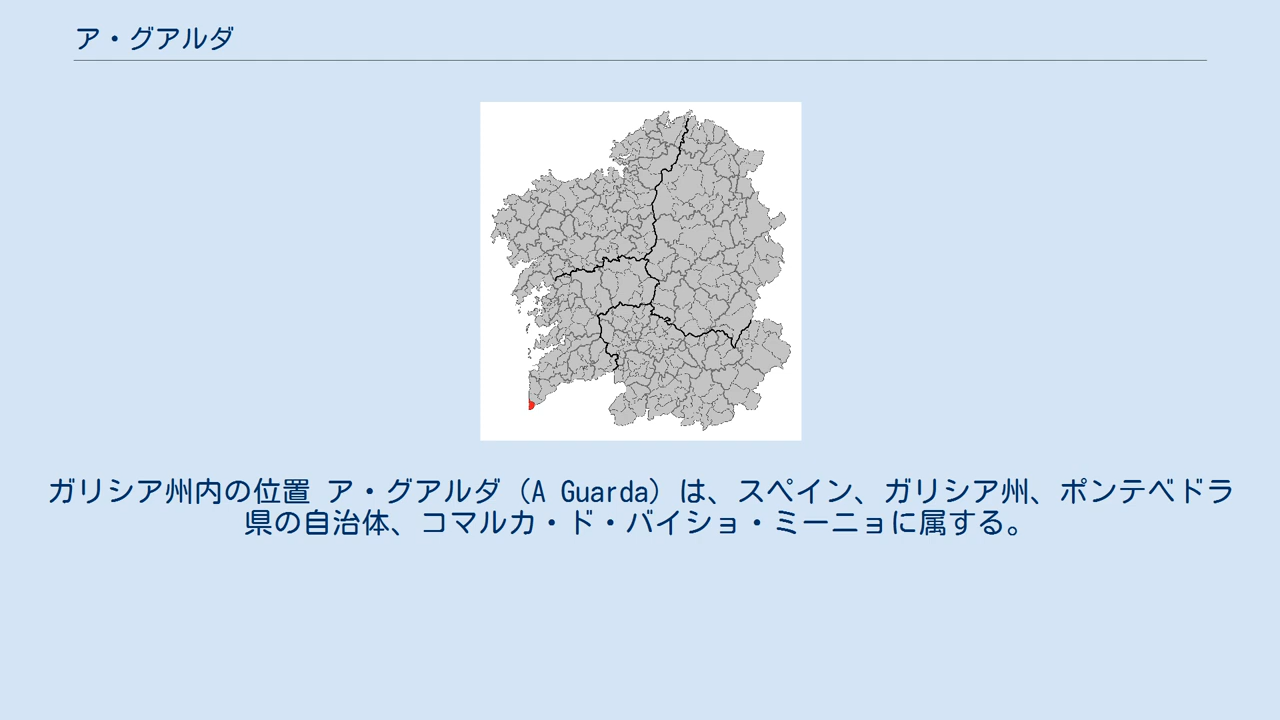 ア・グアルダ
ガリシア州内の位置 ア・グアルダ（A Guarda）は、スペイン、ガリシア州、ポンテベドラ
県の自治体、コマルカ・ド・バイショ・ミーニョに属する。